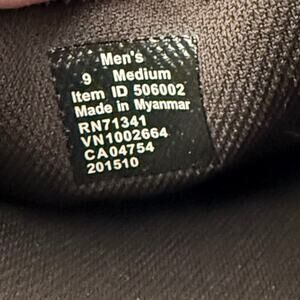 Men's
9 Medium
Item ID 506002
Made in Myanmar
RN71341
VN1002664
CA04754
201510